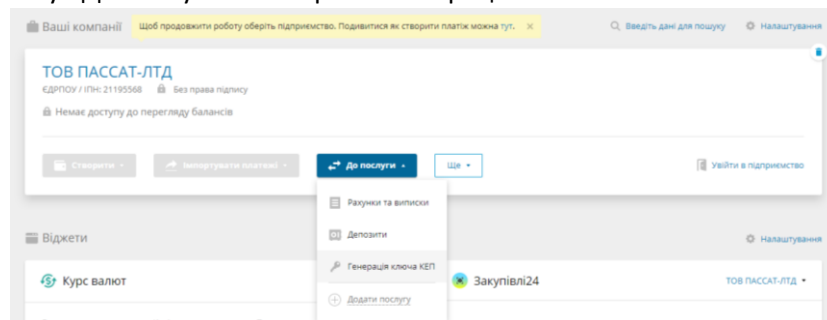 Ваші компанії
Щоб продовжити роботу оберіть підприємство. Подивитися як створити платіж можна тут. ×
Введіть дані для пошуку
Налаштування
ТОВ ПАССАТ-ЛТД
ЄДРПОУ / ІПН: 21195568 Без права підпису
Немає доступу до перегляду балансів
Створити
Імпортувати платежі
До послуги
Ще
Увійти в підприємство
Рахунки та виписки
Депозити
Генерація ключа КЕП
Додати послугу
Віджети
Налаштування
Курс валют
Закупівлі24
ТОВ ПАССАТ-ЛТД